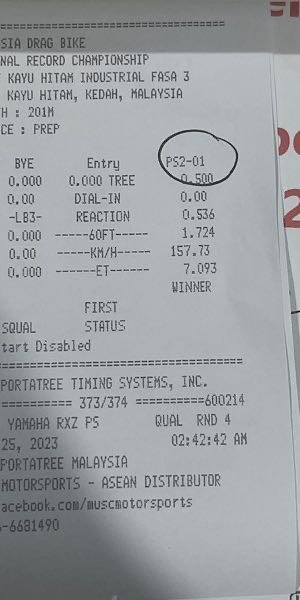 SIA DRAG BIKE
NAL RECORD CHAMPIONSHIP
KAYU HITAM INDUSTRIAL FASA 3
KAYU HITAM, KEDAH, MALAYSIA
H : 201M
CE : PREP
BYE Entry PS2-01
0.000 0.000 TREE 0.500
0.00 DIAL-IN 0.00
-LB3- REACTION 0.536
0.000 -----60FT----- 1.724
0.00 -----KM/H----- 157.73
0.000 ------ET------ 7.093
WINNER
FIRST
SQUAL STATUS
tart Disabled
PORTATREE TIMING SYSTEMS, INC.
========== 373/374 ==========600214
YAMAHA RXZ PS QUAL RND 4
25, 2023 02:42:42 AM
PORTATREE MALAYSIA
MOTORSPORTS - ASEAN DISTRIBUTOR
acebook.com/muscmotorsports
-6681490
2